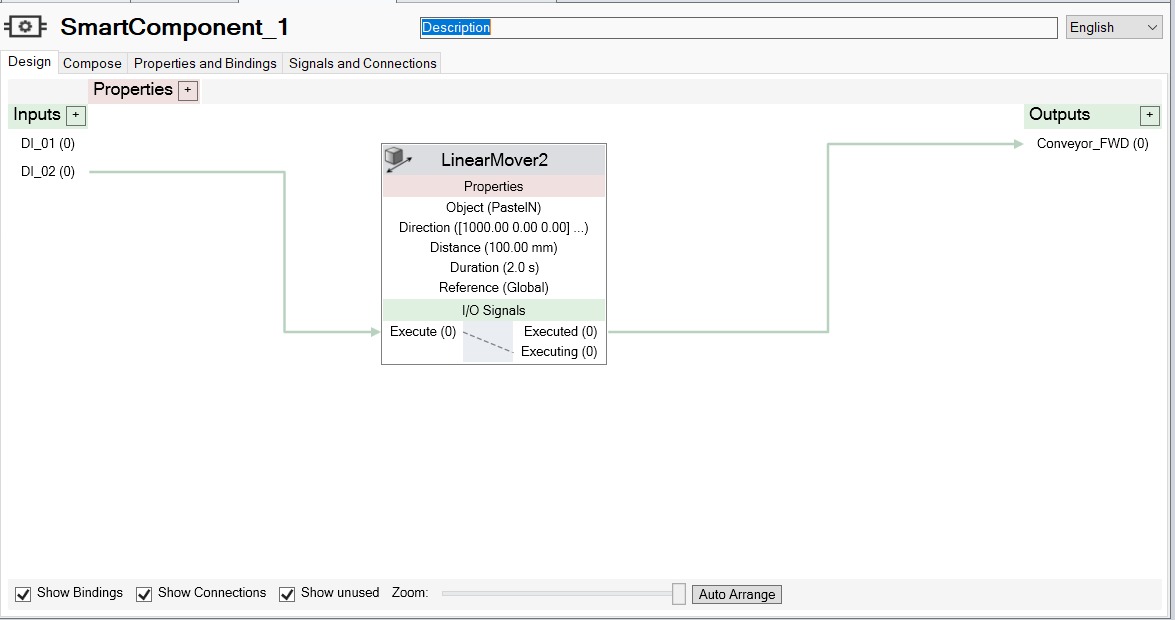 SmartComponent_1
Description
English
Design
Compose
Properties and Bindings
Signals and Connections
Properties +
Inputs +
Outputs +
DI_01 (0)
DI_02 (0)
Conveyor_FWD (0)
LinearMover2
Properties
Object (PasteIN)
Direction ([1000.00 0.00 0.00] ...)
Distance (100.00 mm)
Duration (2.0 s)
Reference (Global)
I/O Signals
Execute (0)
Executed (0)
Executing (0)
Show Bindings
Show Connections
Show unused
Zoom:
Auto Arrange